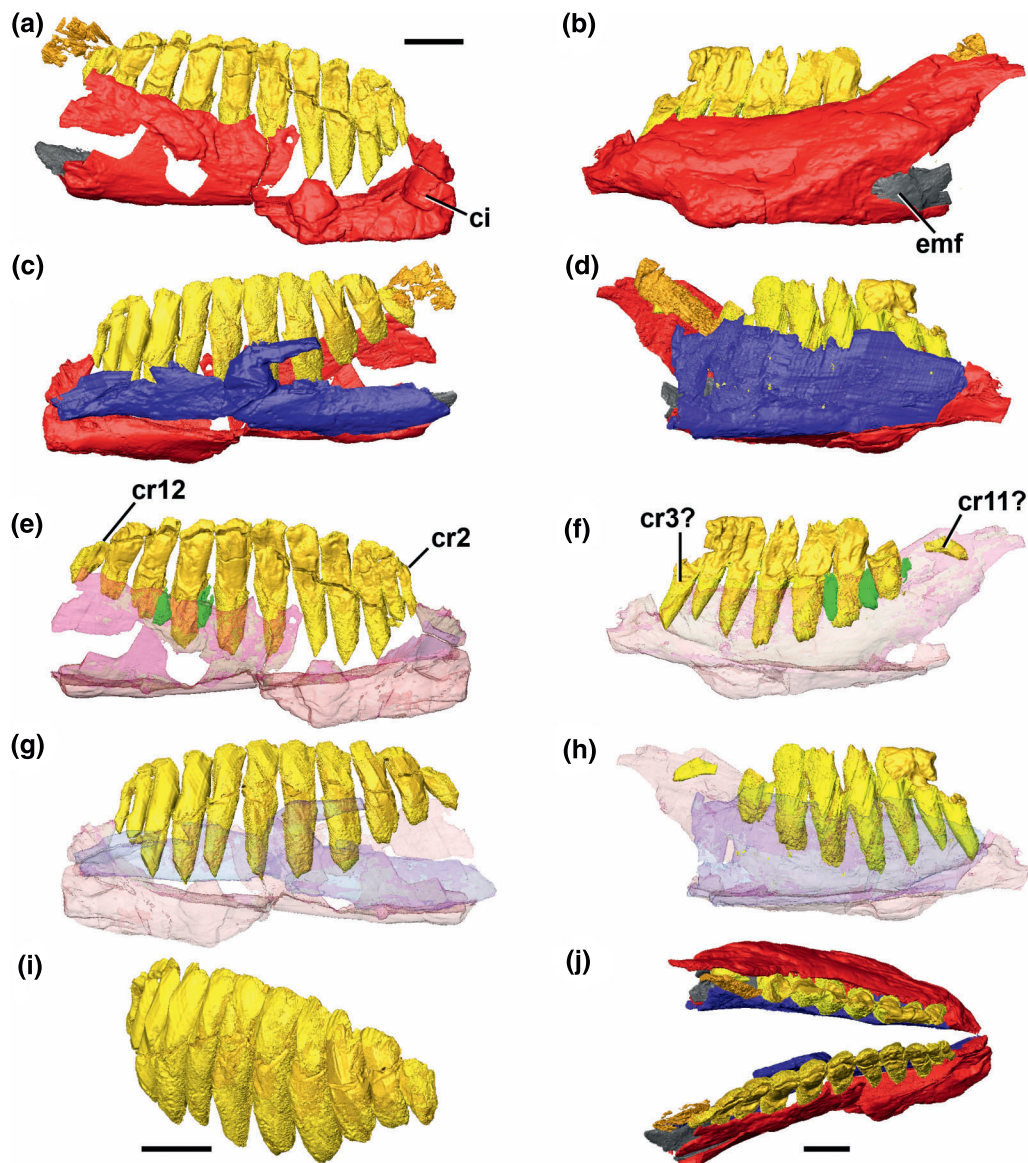 (a)
(b)
ci
emf
(c)
(d)
cr12
cr2
(e)
cr3?
cr11?
(f)
(g)
(h)
(i)
(j)